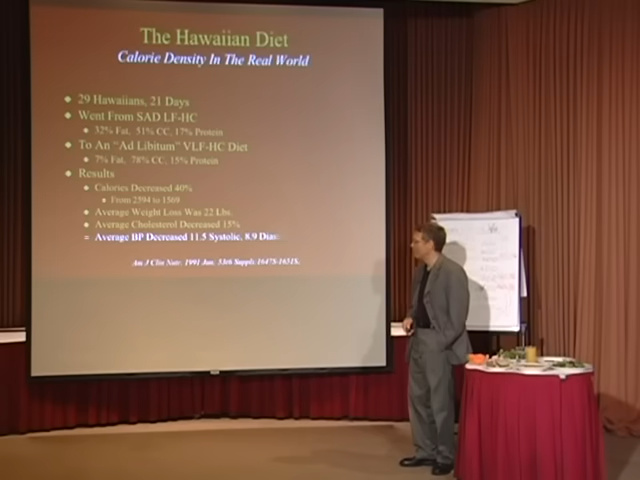 The Hawaiian Diet
Calorie Density In The Real World
29 Hawaiians, 21 Days
Went From SAD LF-HC
32% Fat, 51% CC, 17% Protein
To An "Ad Libitum" VLF-HC Diet
7% Fat, 78% CC, 15% Protein
Results
Calories Decreased 40%
From 2594 to 1569
Average Weight Loss Was 22 Lbs.
Average Cholesterol Decreased 15%
Average BP Decreased 11.5 Systolic, 8.9 Dias
Am J Clin Nutr. 1991 Jun. 53(6 Suppl): 1647S-1651S.